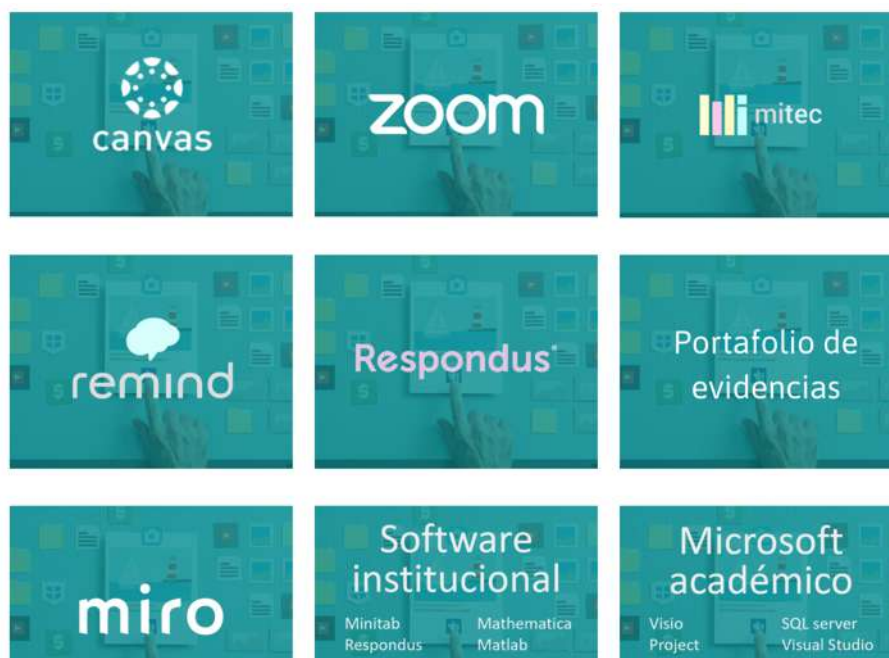 canvas
zoom
mitec
remind
Respondus®
Portafolio de
evidencias
miro
Software
institucional
Minitab Mathematica
Respondus Matlab
Microsoft
académico
Visio SQL server
Project Visual Studio